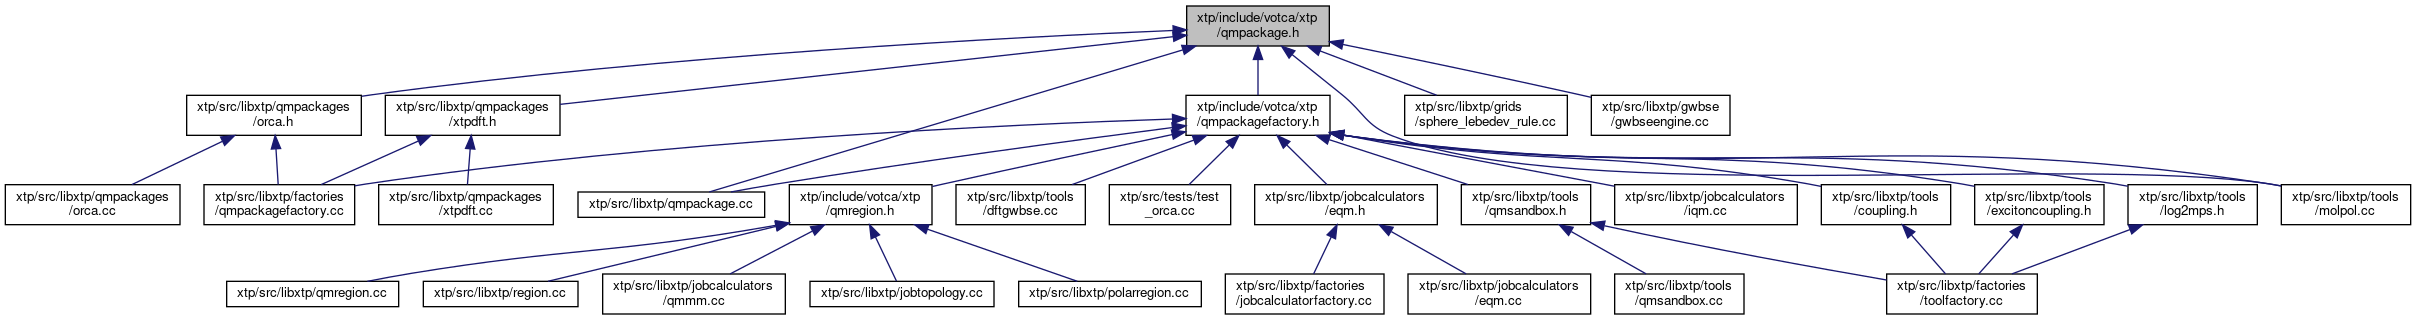 xtp/include/votca/xtp
/qmpackage.h
xtp/src/libxtp/qmpackages
/orca.h
xtp/src/libxtp/qmpackages
/xtpdft.h
xtp/include/votca/xtp
/qmpackagefactory.h
xtp/src/libxtp/grids
/sphere_lebedev_rule.cc
xtp/src/libxtp/gwbse
/gwbseengine.cc
xtp/src/libxtp/qmpackages
/orca.cc
xtp/src/libxtp/factories
/qmpackagefactory.cc
xtp/src/libxtp/qmpackages
/xtpdft.cc
xtp/src/libxtp/qmpackage.cc
xtp/include/votca/xtp
/qmregion.h
xtp/src/libxtp/tools
/dftgwbse.cc
xtp/src/tests/test
_orca.cc
xtp/src/libxtp/jobcalculators
/eqm.h
xtp/src/libxtp/tools
/qmsandbox.h
xtp/src/libxtp/jobcalculators
/iqm.cc
xtp/src/libxtp/tools
/coupling.h
xtp/src/libxtp/tools
/excitoncoupling.h
xtp/src/libxtp/tools
/log2mps.h
xtp/src/libxtp/tools
/molpol.cc
xtp/src/libxtp/qmregion.cc
xtp/src/libxtp/region.cc
xtp/src/libxtp/jobcalculators
/qmmm.cc
xtp/src/libxtp/jobtopology.cc
xtp/src/libxtp/polarregion.cc
xtp/src/libxtp/factories
/jobcalculatorfactory.cc
xtp/src/libxtp/jobcalculators
/eqm.cc
xtp/src/libxtp/tools
/qmsandbox.cc
xtp/src/libxtp/factories
/toolfactory.cc